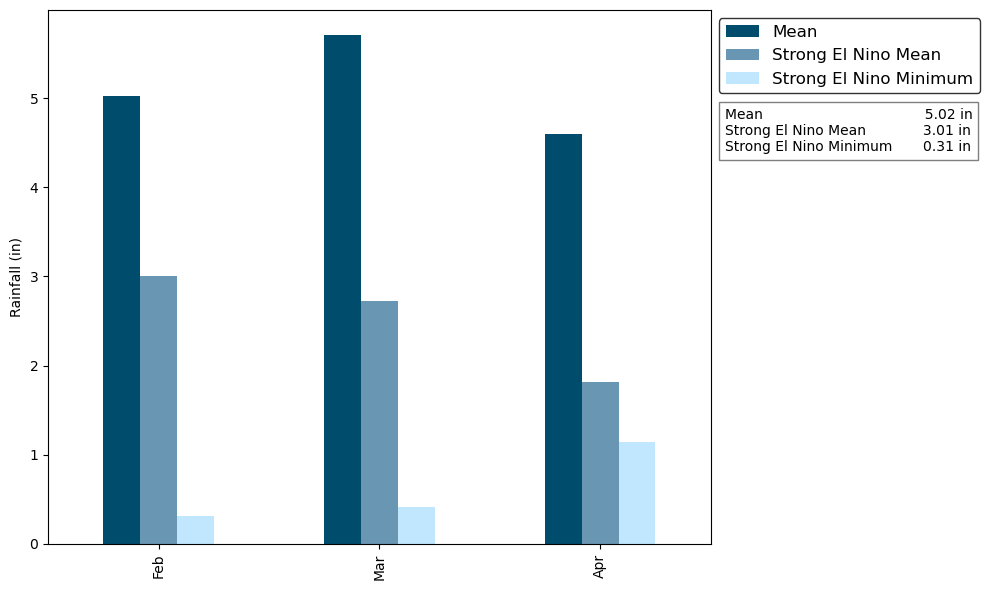 Mean
Strong El Nino Mean
Strong El Nino Minimum
Mean 5.02 in
Strong El Nino Mean 3.01 in
Strong El Nino Minimum 0.31 in
Rainfall (in)
5
4
3
2
1
0
Feb
Mar
Apr